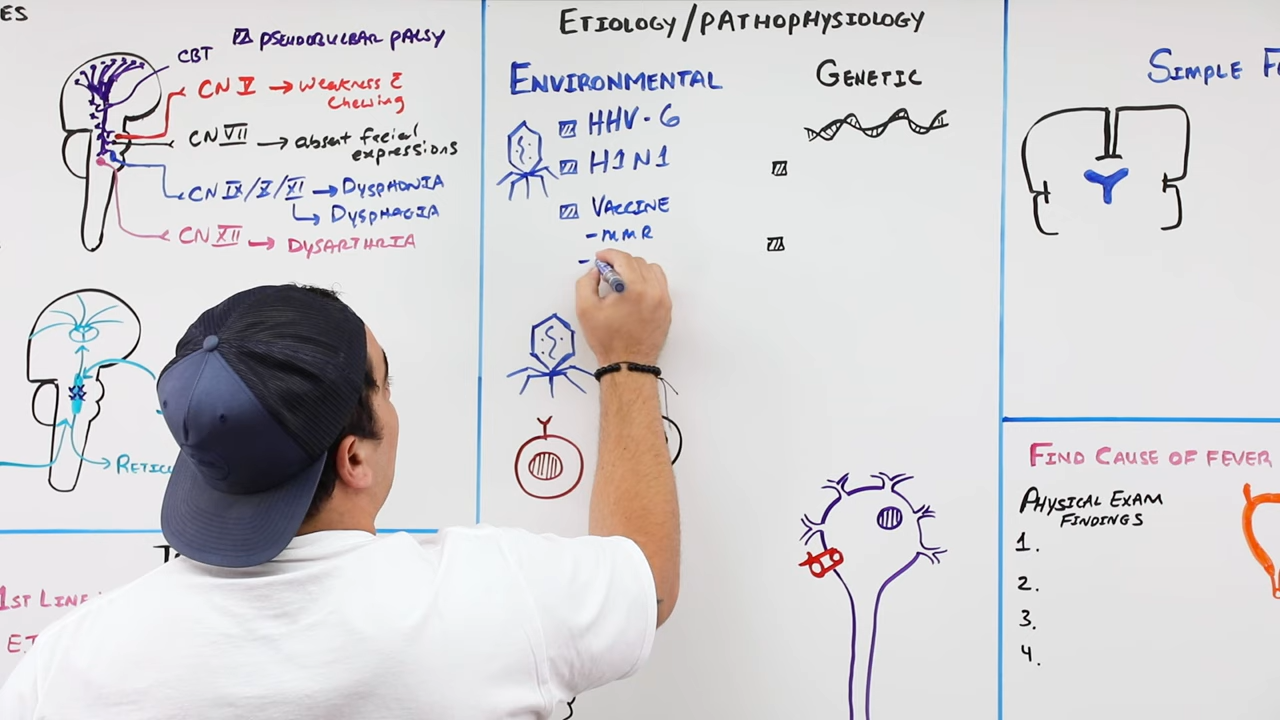 ES
PSEUDOBULBAR PALSY
CBT
CN V → Weakness C̄
Chewing
CN VII → absent facial
expressions
CN IX/X/XI → DYSPHONIA
↳ DYSPHAGIA
CN XII → DYSARTHRIA
1ST LINE
ETIOLOGY/PATHOPHYSIOLOGY
ENVIRONMENTAL
HHV-6
H1N1
VACCINE
- MMR
-
GENETIC
SIMPLE
FIND CAUSE OF FEVER
PHYSICAL EXAM
FINDINGS
1.
2.
3.
4.